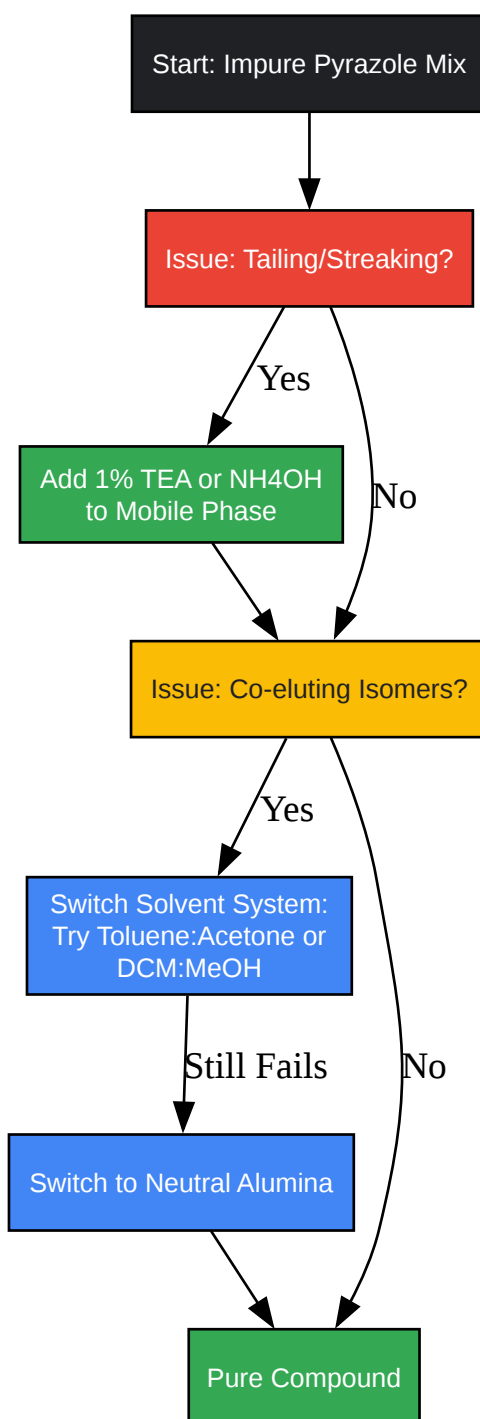 Start: Impure Pyrazole Mix
Issue: Tailing/Streaking?
Yes
Add 1% TEA or NH4OH
to Mobile Phase
No
Issue: Co-eluting Isomers?
Yes
Switch Solvent System:
Try Toluene:Acetone or
DCM:MeOH
Still Fails
No
Switch to Neutral Alumina
Pure Compound